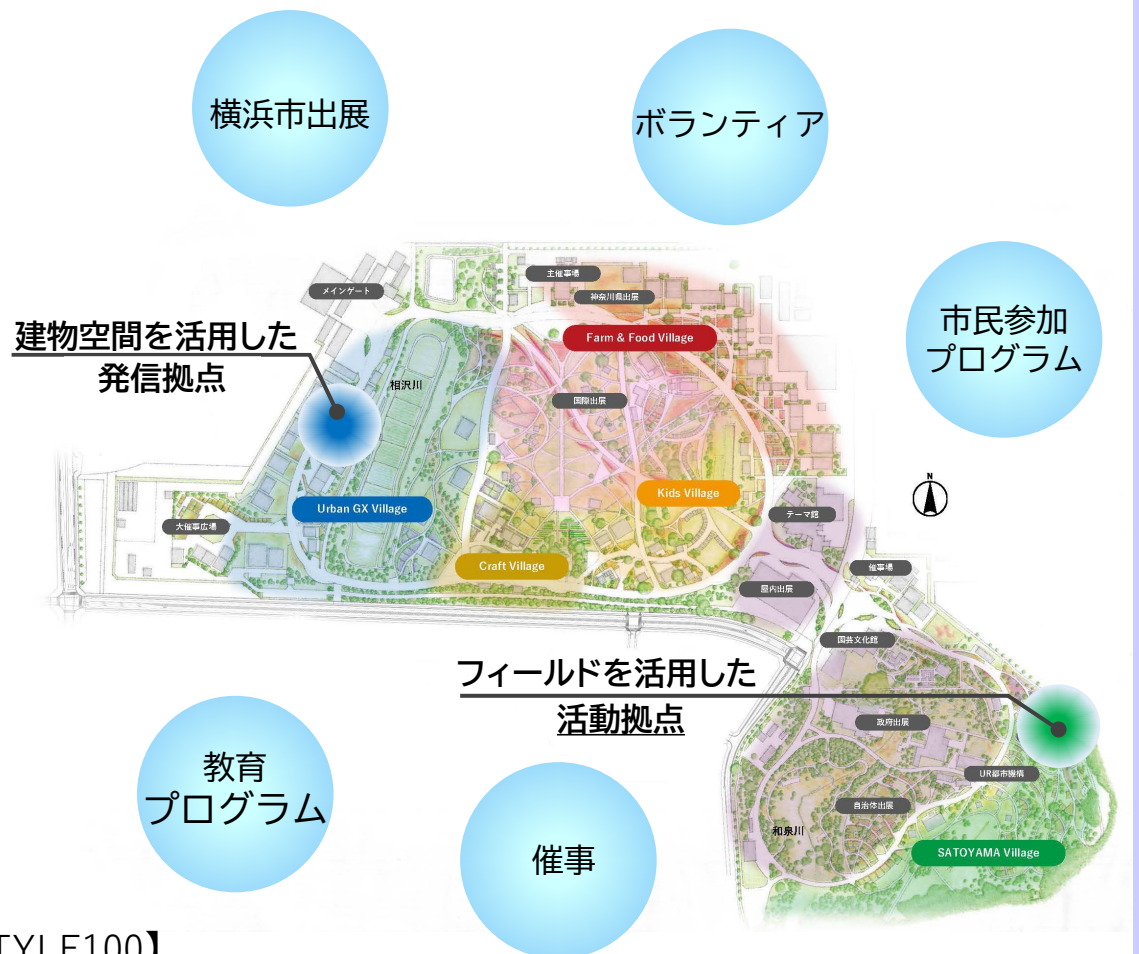 横浜市出展
ボランティア
市民参加
プログラム
主催事場
メインゲート
神奈川県出展
建物空間を活用した
発信拠点
Farm & Food Village
相沢川
国際出展
Kids Village
N
Urban GX Village
テーマ館
大催事広場
Craft Village
催事場
屋内出展
園芸文化館
フィールドを活用した
活動拠点
政府出展
UR都市機構
自治体出展
和泉川
SATOYAMA Village
教育
プログラム
催事
TYLE100】